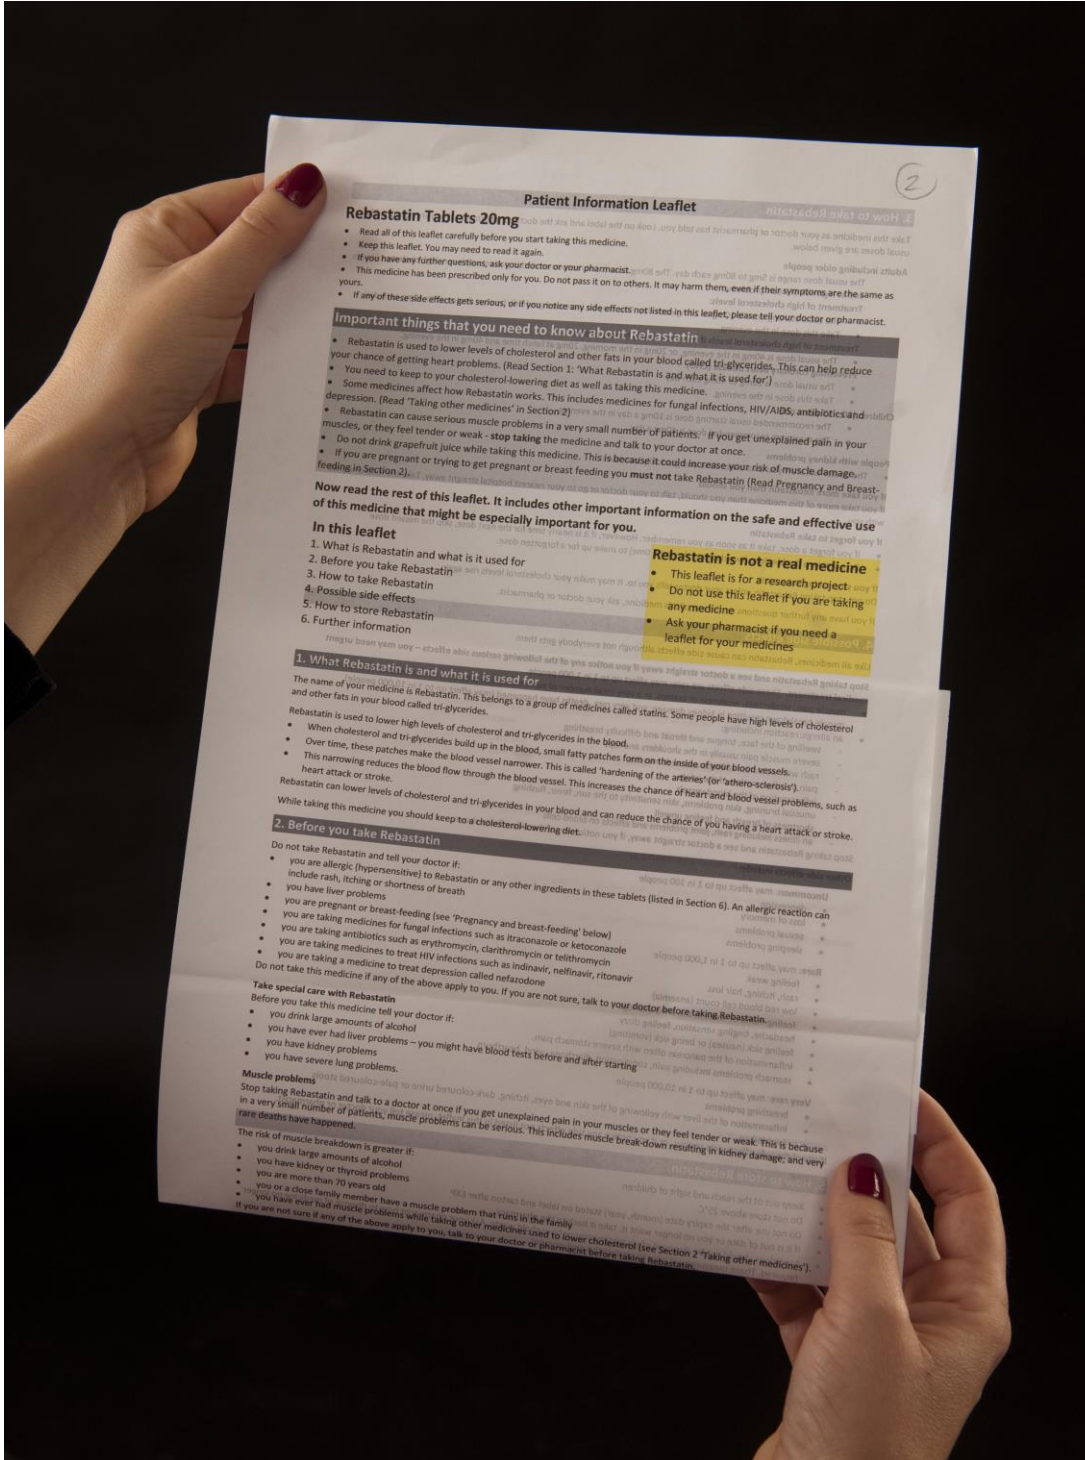 2
Patient Information Leaflet
Rebastatin Tablets 20mg
• Read all of this leaflet carefully before you start taking this medicine.
• Keep this leaflet. You may need to read it again.
• If you have any further questions, ask your doctor or your pharmacist.
• This medicine has been prescribed only for you. Do not pass it on to others. It may harm them, even if their symptoms are the same as
yours.
• If any of these side effects gets serious, or if you notice any side effects not listed in this leaflet, please tell your doctor or pharmacist.
Important things that you need to know about Rebastatin
• Rebastatin is used to lower levels of cholesterol and other fats in your blood called tri-glycerides. This can help reduce
your chance of getting heart problems. (Read Section 1: 'What Rebastatin is and what it is used for')
• You need to keep to your cholesterol-lowering diet as well as taking this medicine.
• Some medicines affect how Rebastatin works. This includes medicines for fungal infections, HIV/AIDS, antibiotics and
depression. (Read 'Taking other medicines' in Section 2)
• Rebastatin can cause serious muscle problems in a very small number of patients. If you get unexplained pain in your
muscles, or they feel tender or weak - stop taking the medicine and talk to your doctor at once.
• Do not drink grapefruit juice while taking this medicine. This is because it could increase your risk of muscle damage.
• If you are pregnant or trying to get pregnant or breast feeding you must not take Rebastatin (Read Pregnancy and Breast-
feeding in Section 2).
Now read the rest of this leaflet. It includes other important information on the safe and effective use
of this medicine that might be especially important for you.
In this leaflet
1. What is Rebastatin and what is it used for
2. Before you take Rebastatin
3. How to take Rebastatin
4. Possible side effects
5. How to store Rebastatin
6. Further information
Rebastatin is not a real medicine
• This leaflet is for a research project
• Do not use this leaflet if you are taking
any medicine
• Ask your pharmacist if you need a
leaflet for your medicines
1. What Rebastatin is and what it is used for
The name of your medicine is Rebastatin. This belongs to a group of medicines called statins. Some people have high levels of cholesterol
and other fats in your blood called tri-glycerides.
Rebastatin is used to lower high levels of cholesterol and tri-glycerides in the blood.
• When cholesterol and tri-glycerides build up in the blood, small fatty patches form on the inside of your blood vessels.
• Over time, these patches make the blood vessel narrower. This is called 'hardening of the arteries' (or 'athero-sclerosis').
• This narrowing reduces the blood flow through the blood vessel. This increases the chance of heart and blood vessel problems, such as
heart attack or stroke.
Rebastatin can lower levels of cholesterol and tri-glycerides in your blood and can reduce the chance of you having a heart attack or stroke.
While taking this medicine you should keep to a cholesterol-lowering diet.
2. Before you take Rebastatin
Do not take Rebastatin and tell your doctor if:
• you are allergic (hypersensitive) to Rebastatin or any other ingredients in these tablets (listed in Section 6). An allergic reaction can
include rash, itching or shortness of breath
• you have liver problems
• you are pregnant or breast-feeding (see 'Pregnancy and breast-feeding' below)
• you are taking medicines for fungal infections such as itraconazole or ketoconazole
• you are taking antibiotics such as erythromycin, clarithromycin or telithromycin
• you are taking medicines to treat HIV infections such as indinavir, nelfinavir, ritonavir
• you are taking a medicine to treat depression called nefazodone
Do not take this medicine if any of the above apply to you. If you are not sure, talk to your doctor before taking Rebastatin.
Take special care with Rebastatin
Before you take this medicine tell your doctor if:
• you drink large amounts of alcohol
• you have ever had liver problems – you might have blood tests before and after starting
• you have kidney problems
• you have severe lung problems.
Muscle problems
Stop taking Rebastatin and talk to a doctor at once if you get unexplained pain in your muscles or they feel tender or weak. This is because
in a very small number of patients, muscle problems can be serious. This includes muscle break-down resulting in kidney damage; and very
rare deaths have happened.
The risk of muscle breakdown is greater if:
• you drink large amounts of alcohol
• you have kidney or thyroid problems
• you are more than 70 years old
• you or a close family member have a muscle problem that runs in the family
• you have ever had muscle problems while taking other medicines used to lower cholesterol (see Section 2 'Taking other medicines').
If you are not sure if any of the above apply to you, talk to your doctor or pharmacist before taking Rebastatin.